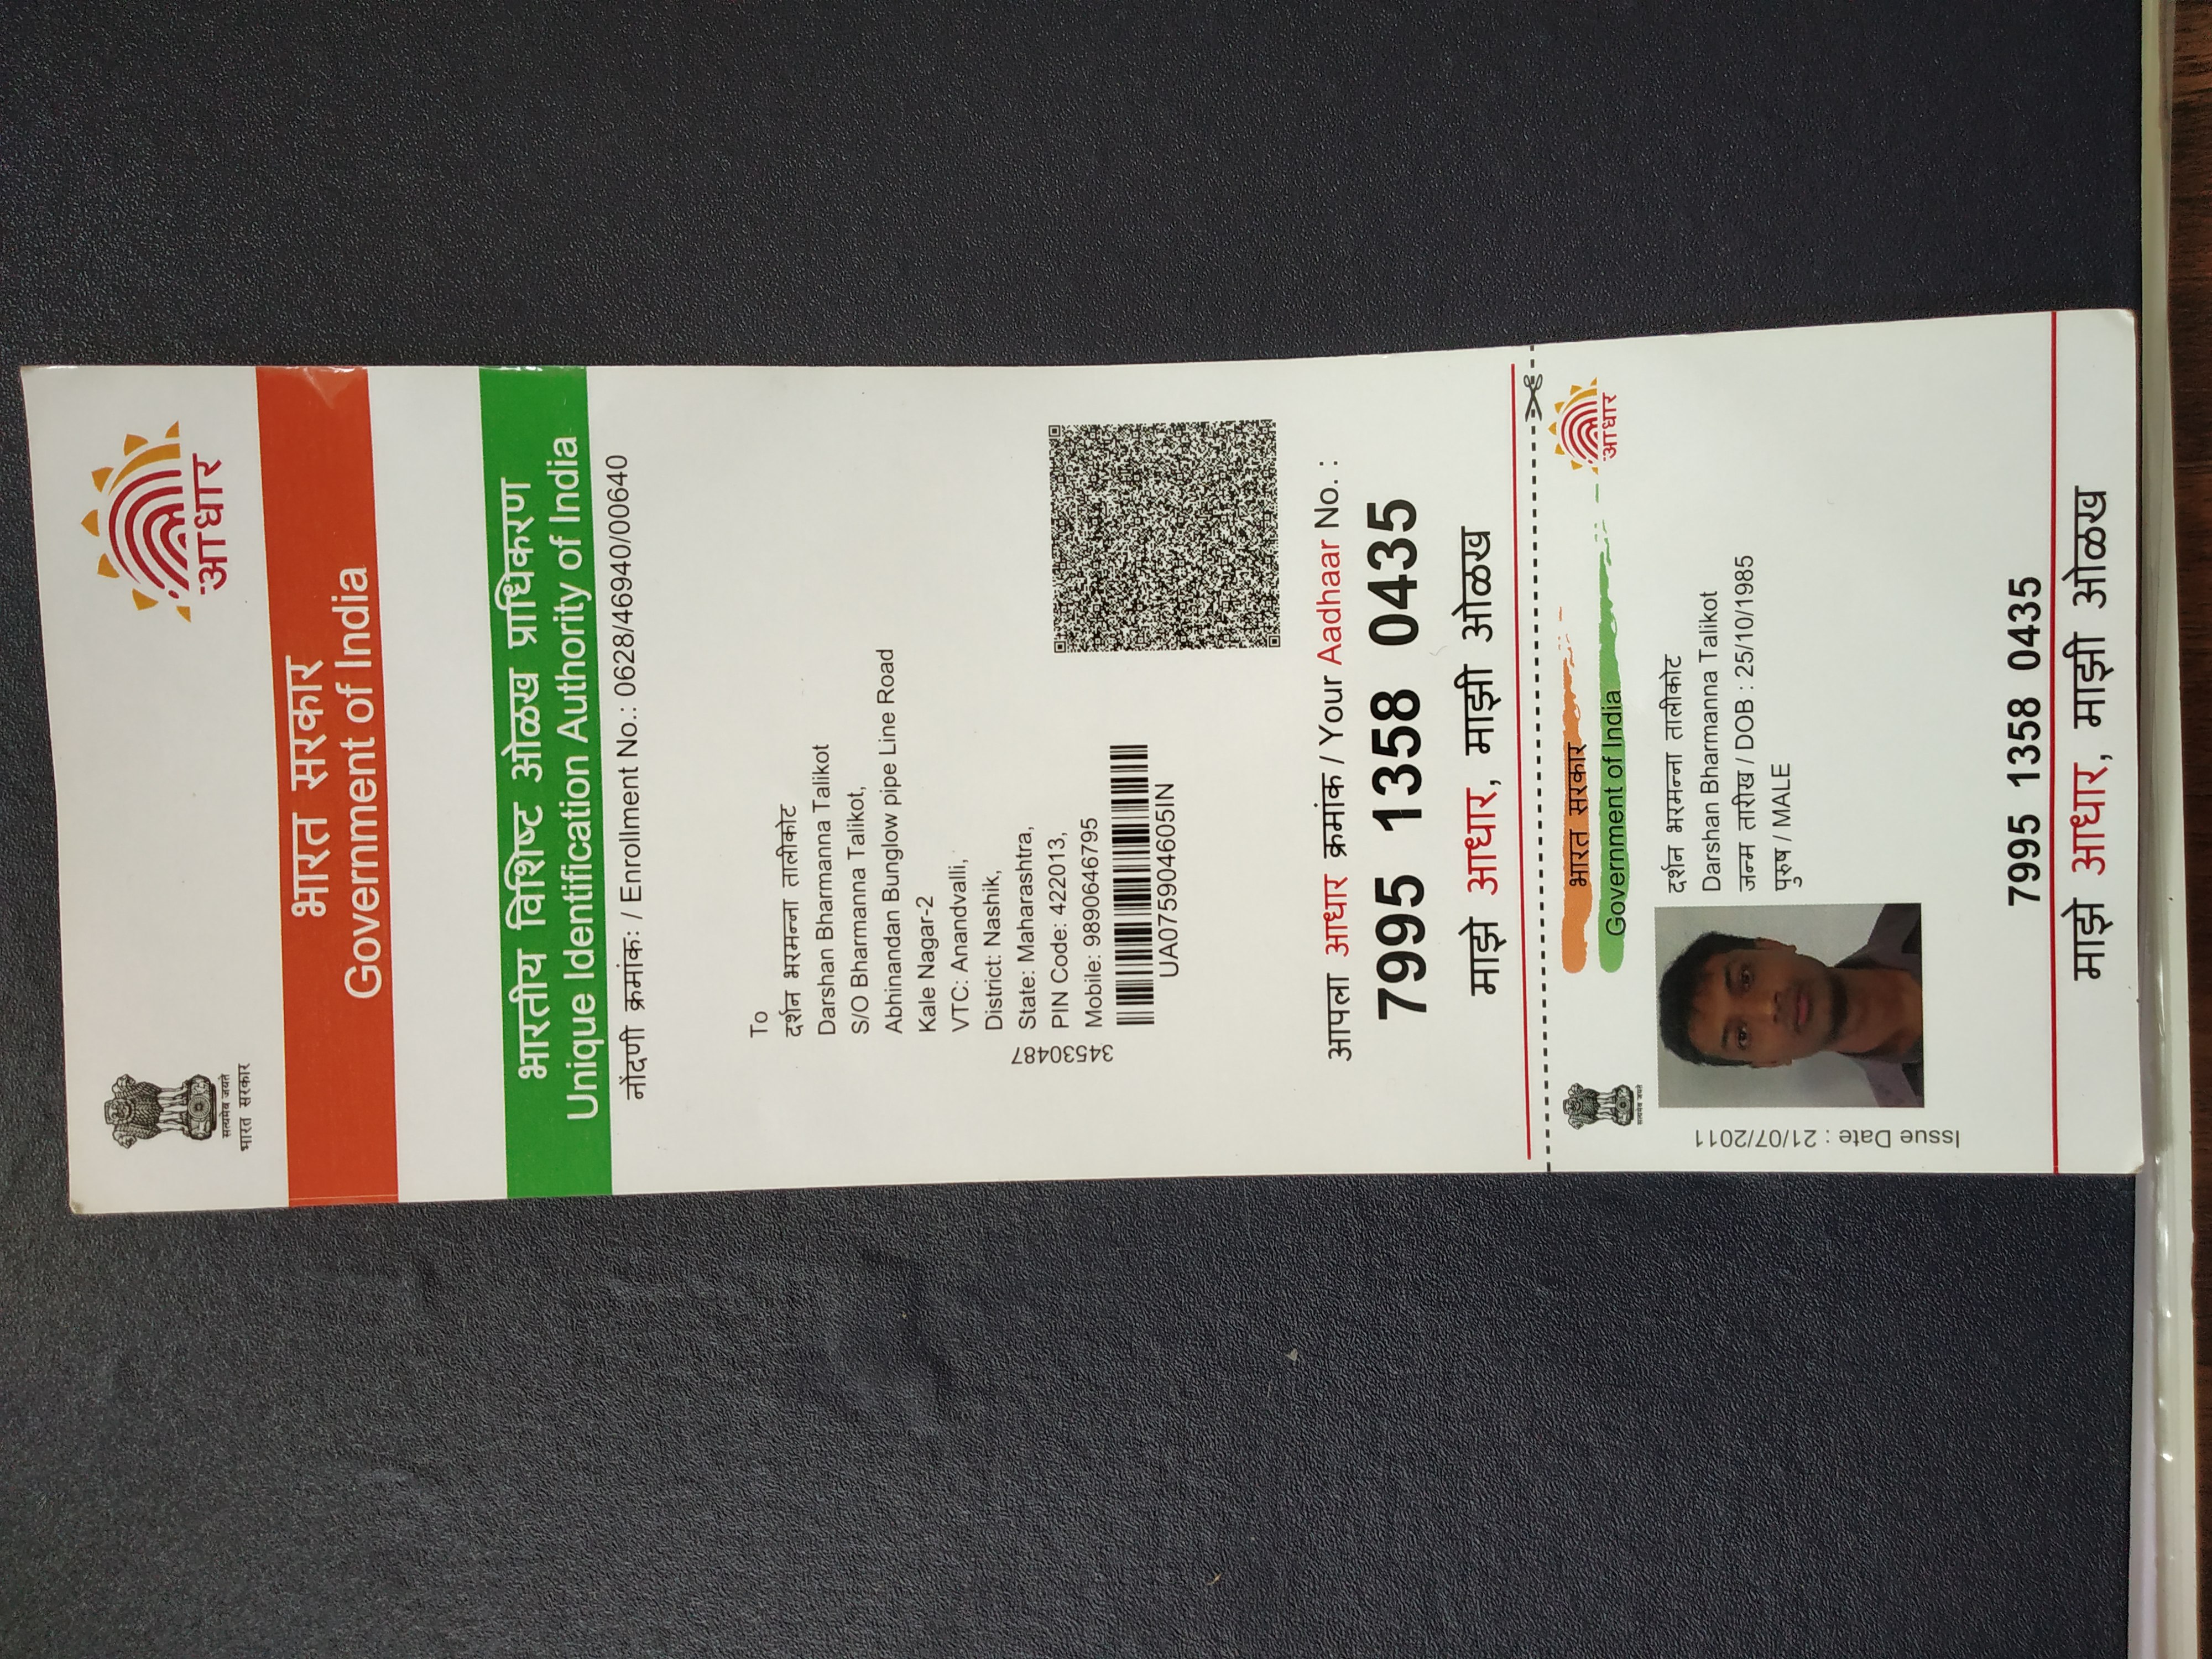 सत्यमेव जयते
भारत सरकार
आधार
भारत सरकार
Government of India
भारतीय विशिष्ट ओळख प्राधिकरण
Unique Identification Authority of India
नोंदणी क्रमांक: / Enrollment No.: 0628/46940/00640
To
दर्शन भरमन्ना तालीकोट
Darshan Bharmanna Talikot
S/O Bharmanna Talikot,
Abhinandan Bunglow pipe Line Road
Kale Nagar-2
VTC: Anandvalli,
District: Nashik,
State: Maharashtra,
PIN Code: 422013,
Mobile: 9890646795
34530487
UA075904605IN
आपला आधार क्रमांक / Your Aadhaar No. :
7995 1358 0435
माझे आधार, माझी ओळख
सत्यमेव जयते
भारत सरकार
Government of India
आधार
Issue Date : 21/07/2011
दर्शन भरमन्ना तालीकोट
Darshan Bharmanna Talikot
जन्म तारीख / DOB : 25/10/1985
पुरुष / MALE
7995 1358 0435
माझे आधार, माझी ओळख